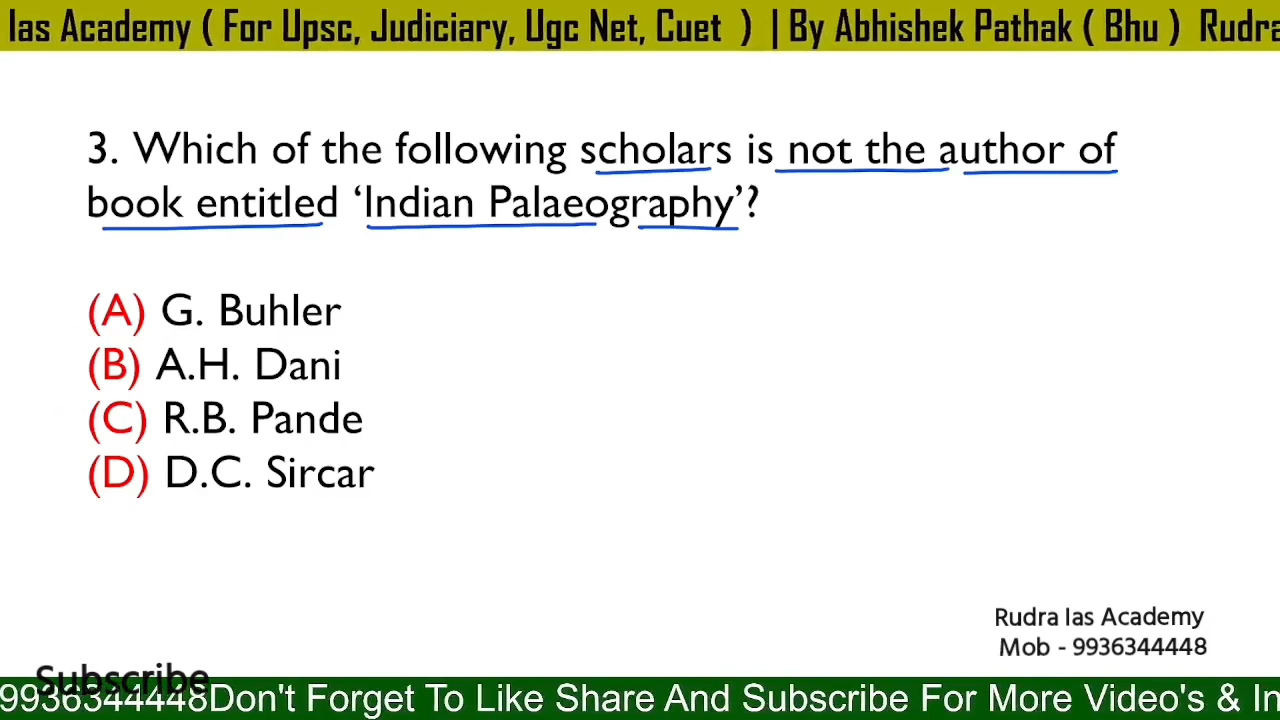 Ias Academy ( For Upsc, Judiciary, Ugc Net, Cuet ) | By Abhishek Pathak ( Bhu ) Rudra
3. Which of the following scholars is not the author of
book entitled ‘Indian Palaeography’?
(A) G. Buhler
(B) A.H. Dani
(C) R.B. Pande
(D) D.C. Sircar
Rudra Ias Academy
Mob - 9936344448
Subscribe
9936344448Don't Forget To Like Share And Subscribe For More Video's & In